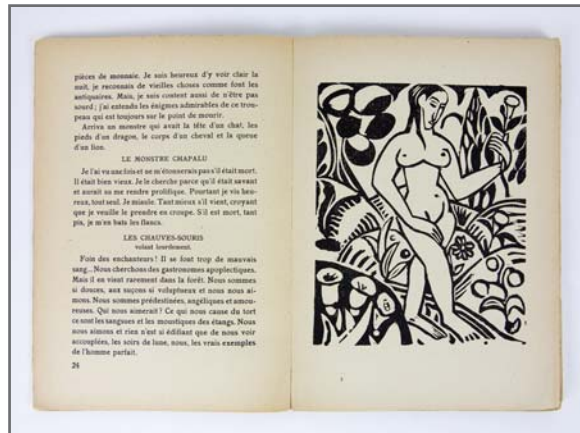 pièces de monnaie. Je suis heureux d'y voir clair la
nuit, je reconnais de vieilles choses comme font les
antiquaires. Mais, je suis content aussi de n'être pas
sourd ; j'ai entendu les énigmes admirables de ce trou-
peau qui est toujours sur le point de mourir.
Arriva un monstre qui avait la tête d'un chat, les
pieds d'un dragon, le corps d'un cheval et la queue
d'un lion.
LE MONSTRE CHAPALU
Je l'ai vu une fois et ne m'étonnerais pas s'il était mort.
Il était bien vieux. Je le cherche parce qu'il était savant
et aurait su me rendre prolifique. Pourtant je vis heu-
reux, tout seul. Je miaule. Tant mieux s'il vient, croyant
que je veuille le prendre en croupe. S'il est mort, tant
pis, je m'en bats les flancs.
LES CHAUVES-SOURIS
volant lourdement.
Foin des enchanteurs ! Il se fout trop de mauvais
sang... Nous cherchons des gastronomes apoplectiques.
Mais il en vient rarement dans la forêt. Nous sommes
si douces, aux suçons si voluptueux et nous nous ai-
mons. Nous sommes prédestinées, angéliques et amou-
reuses. Qui nous aimerait ? Ce qui nous cause du tort
ce sont les sangsues et les moustiques des étangs. Nous
nous aimons et rien n'est si édifiant que de nous voir
accouplées, les soirs de lune, nous, les vrais exemples
de l'homme parfait.
26